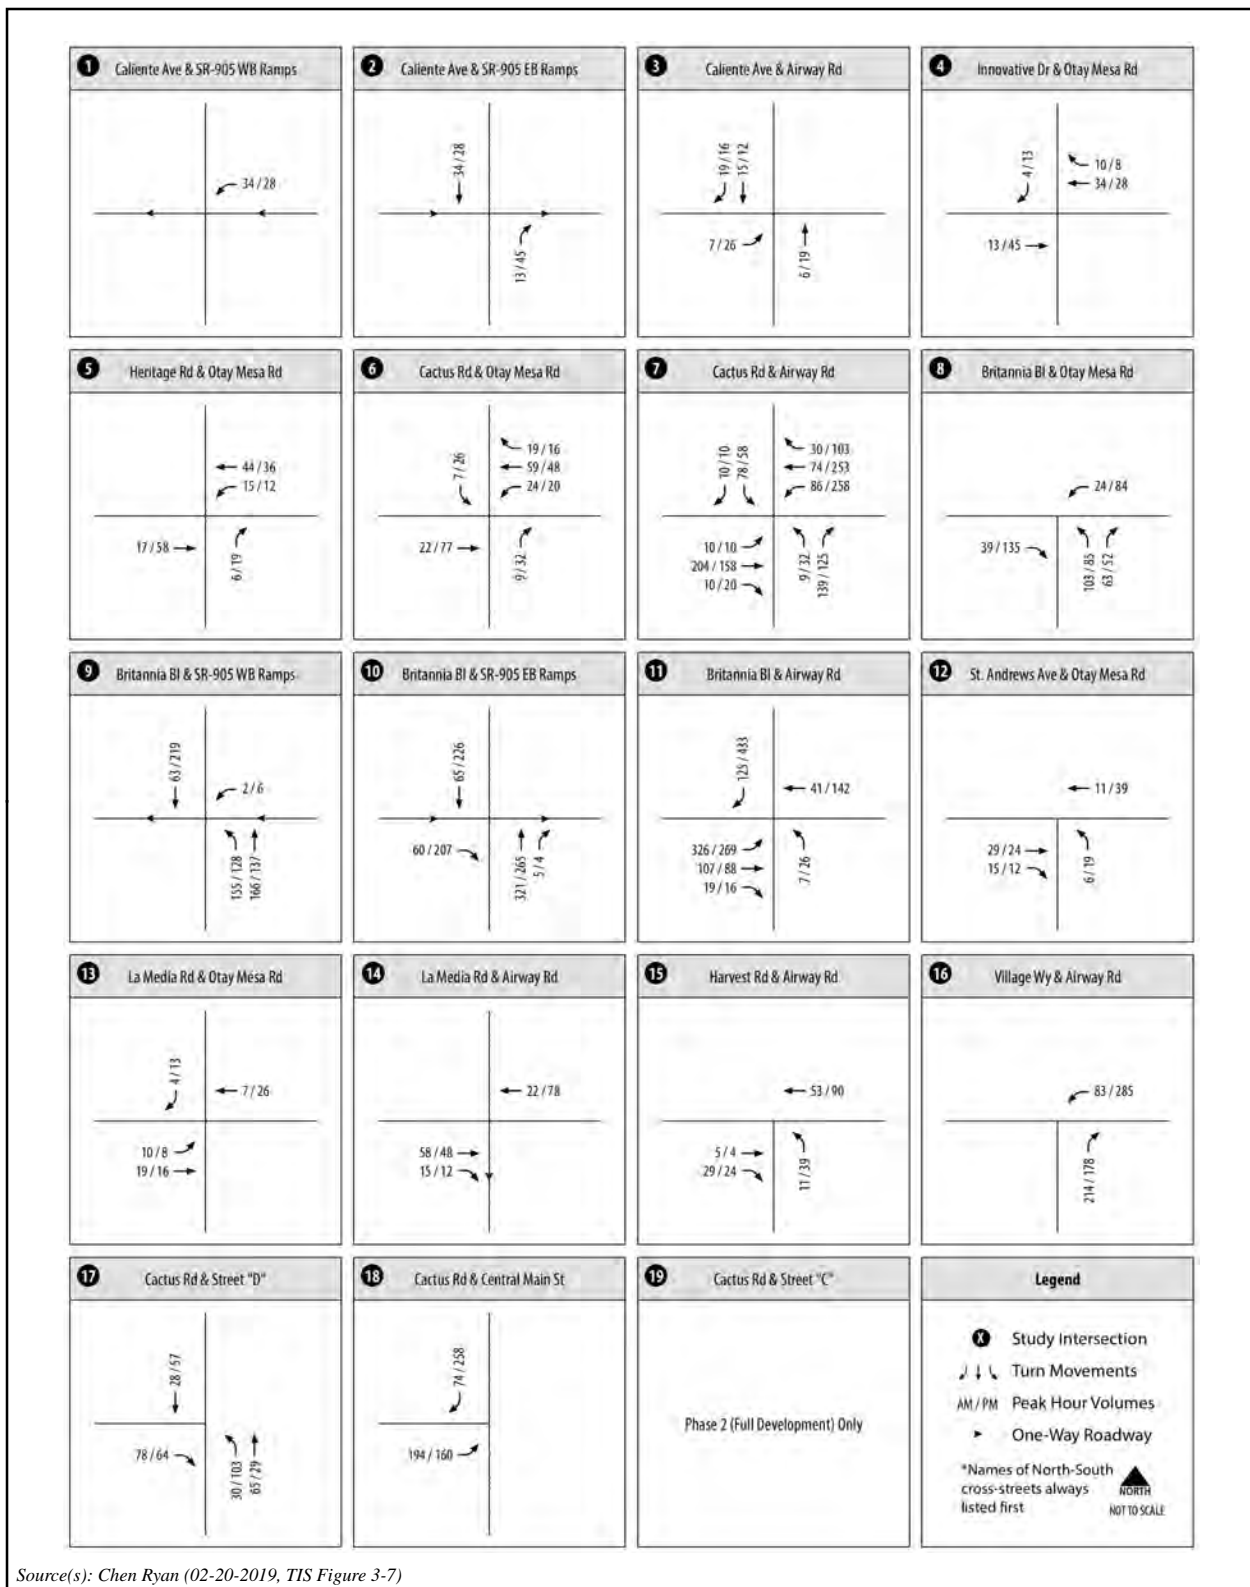 1 Caliente Ave & SR-905 WB Ramps
34 / 28
2 Caliente Ave & SR-905 EB Ramps
34 / 28
13 / 45
3 Caliente Ave & Airway Rd
19 / 16
15 / 12
7 / 26
6 / 19
4 Innovative Dr & Otay Mesa Rd
4 / 13
10 / 8
34 / 28
13 / 45
5 Heritage Rd & Otay Mesa Rd
44 / 36
15 / 12
17 / 58
6 / 19
6 Cactus Rd & Otay Mesa Rd
7 / 26
19 / 16
59 / 48
24 / 20
22 / 77
9 / 32
7 Cactus Rd & Airway Rd
10 / 10
78 / 58
30 / 103
74 / 253
86 / 258
10 / 10
204 / 158
10 / 20
9 / 32
139 / 125
8 Britannia Bl & Otay Mesa Rd
24 / 84
39 / 135
103 / 85
63 / 52
9 Britannia Bl & SR-905 WB Ramps
63 / 219
2 / 6
155 / 128
166 / 137
10 Britannia Bl & SR-905 EB Ramps
65 / 226
60 / 207
321 / 265
5 / 4
11 Britannia Bl & Airway Rd
125 / 433
41 / 142
326 / 269
107 / 88
19 / 16
7 / 26
12 St. Andrews Ave & Otay Mesa Rd
11 / 39
29 / 24
15 / 12
6 / 19
13 La Media Rd & Otay Mesa Rd
4 / 13
7 / 26
10 / 8
19 / 16
14 La Media Rd & Airway Rd
22 / 78
58 / 48
15 / 12
15 Harvest Rd & Airway Rd
53 / 90
5 / 4
29 / 24
11 / 39
16 Village Wy & Airway Rd
83 / 285
214 / 178
17 Cactus Rd & Street "D"
28 / 57
78 / 64
30 / 103
65 / 29
18 Cactus Rd & Central Main St
74 / 258
194 / 160
19 Cactus Rd & Street "C"
Phase 2 (Full Development) Only
Legend
X Study Intersection
Turn Movements
AM / PM Peak Hour Volumes
One-Way Roadway
*Names of North-South
cross-streets always
listed first
NORTH
NOT TO SCALE
Source(s): Chen Ryan (02-20-2019, TIS Figure 3-7)